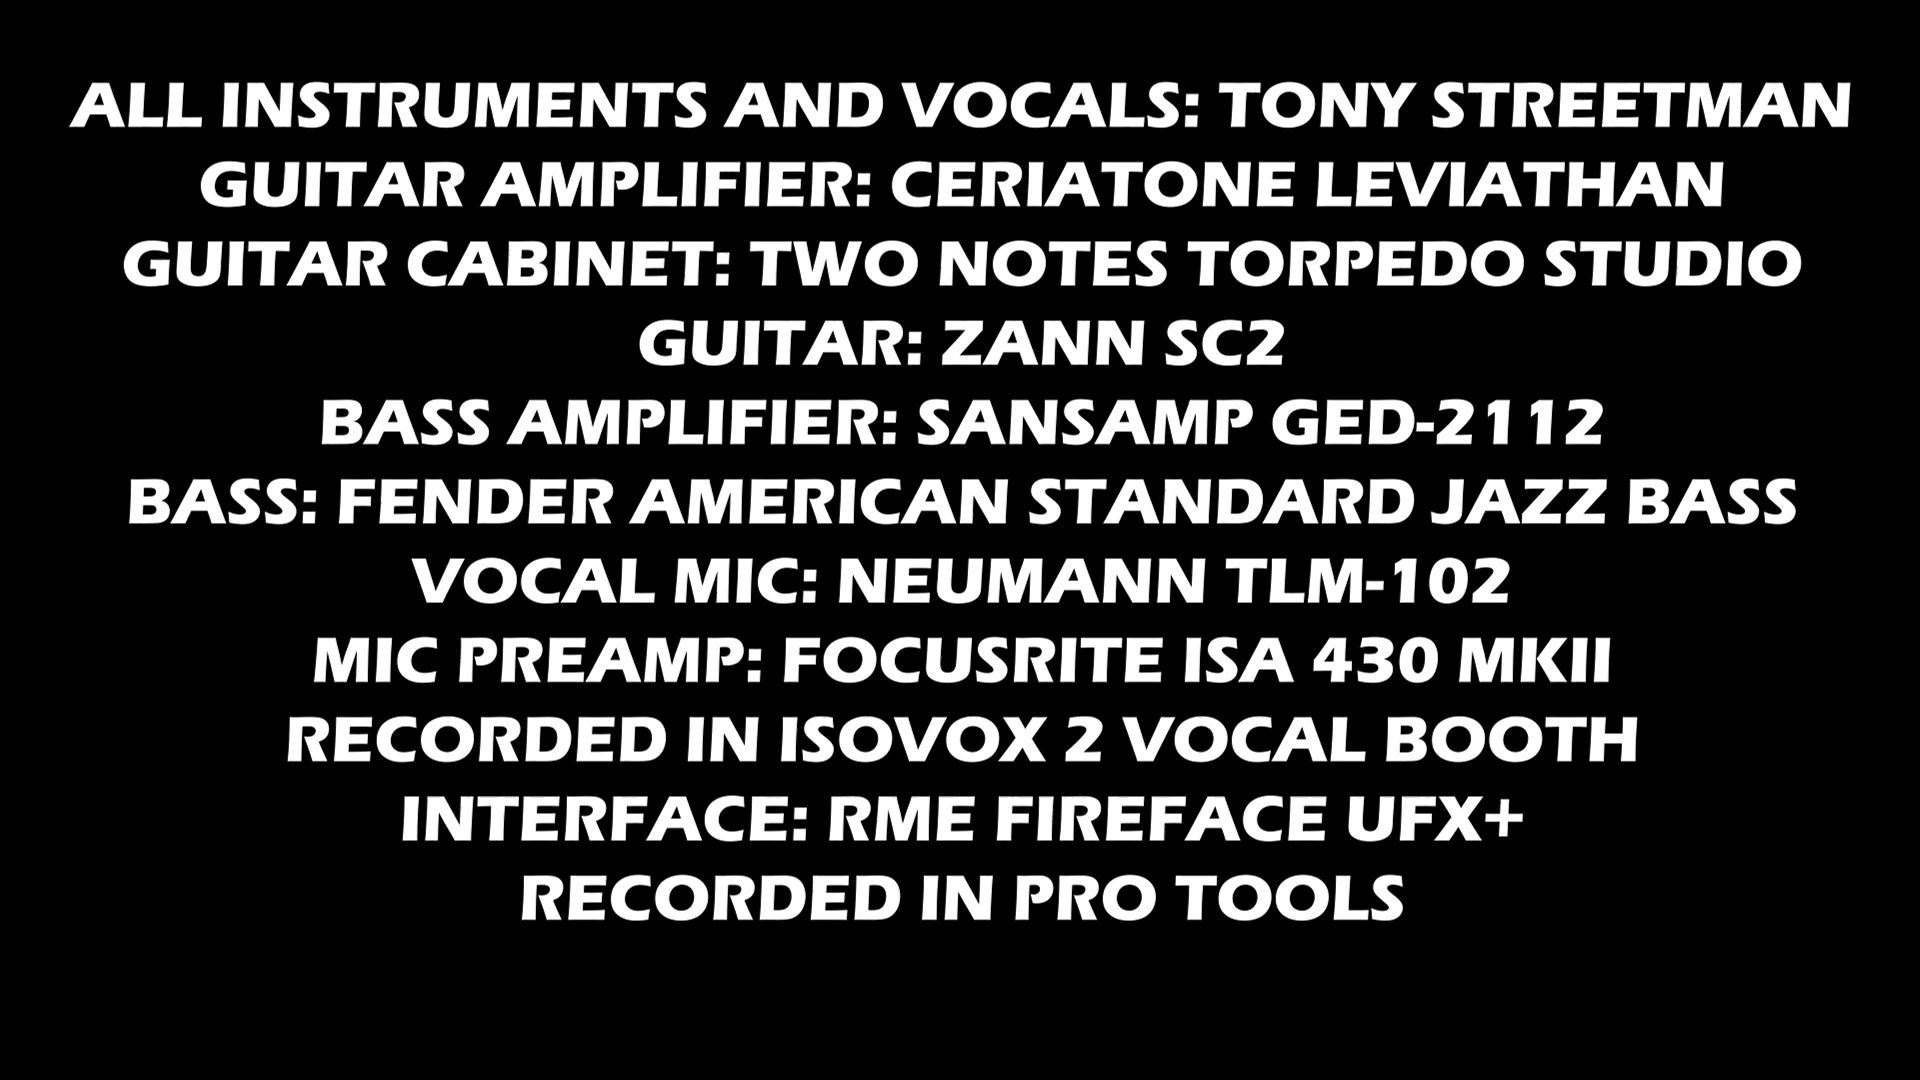 ALL INSTRUMENTS AND VOCALS: TONY STREETMAN
GUITAR AMPLIFIER: CERIATONE LEVIATHAN
GUITAR CABINET: TWO NOTES TORPEDO STUDIO
GUITAR: ZANN SC2
BASS AMPLIFIER: SANSAMP GED-2112
BASS: FENDER AMERICAN STANDARD JAZZ BASS
VOCAL MIC: NEUMANN TLM-102
MIC PREAMP: FOCUSRITE ISA 430 MKII
RECORDED IN ISOVOX 2 VOCAL BOOTH
INTERFACE: RME FIREFACE UFX+
RECORDED IN PRO TOOLS